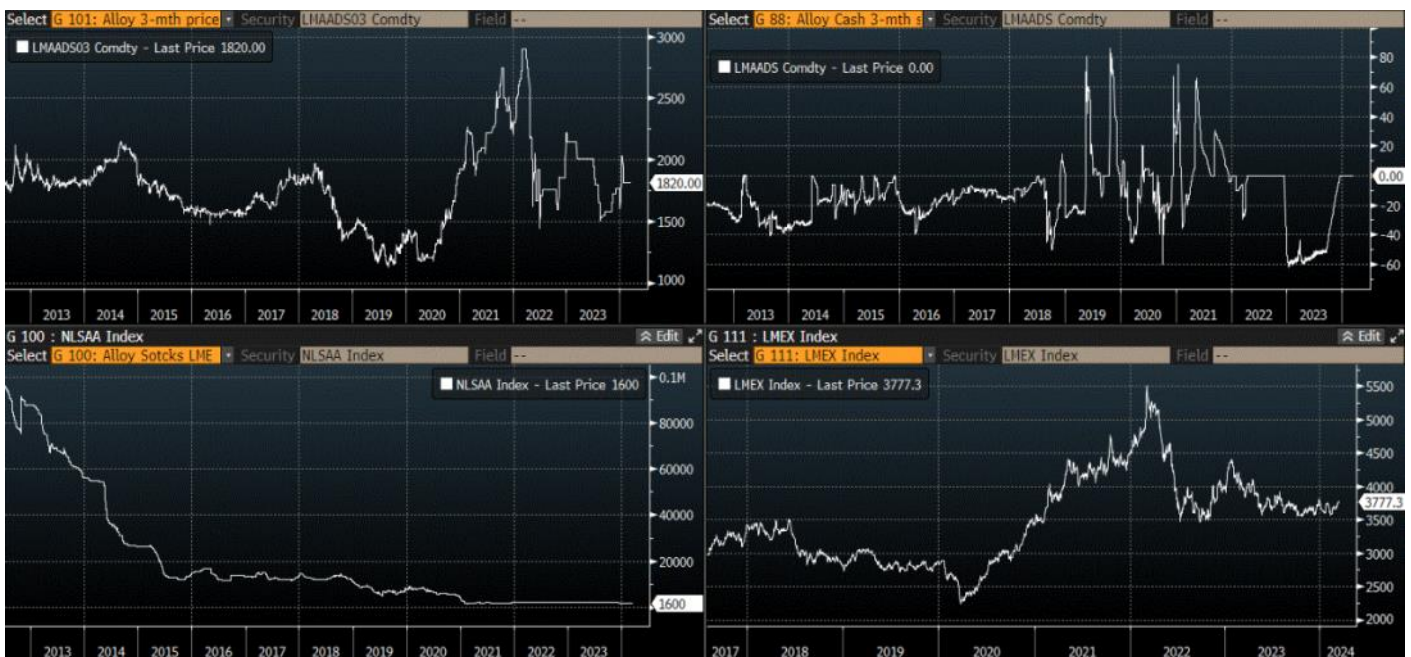 Select G 101: Alloy 3-mth price Security LMAADS03 Comdty Field --
LMAADS03 Comdty - Last Price 1820.00
3000
2500
2000
1820.00
1500
1000
2013 2014 2015 2016 2017 2018 2019 2020 2021 2022 2023
Select G 88: Alloy Cash 3-mth s Security LMAADS Comdty Field --
LMAADS Comdty - Last Price 0.00
80
60
40
20
0.00
-20
-40
-60
2013 2014 2015 2016 2017 2018 2019 2020 2021 2022 2023
G 100 : NLSAA Index Edit
Select G 100: Alloy Sotcks LME Security NLSAA Index Field --
NLSAA Index - Last Price 1600
0.1M
80000
60000
40000
20000
1600
2013 2014 2015 2016 2017 2018 2019 2020 2021 2022 2023
G 111 : LMEX Index Edit
Select G 111: LMEX Index Security LMEX Index Field --
LMEX Index - Last Price 3777.3
5500
5000
4500
4000
3777.3
3500
3000
2500
2000
2017 2018 2019 2020 2021 2022 2023 2024